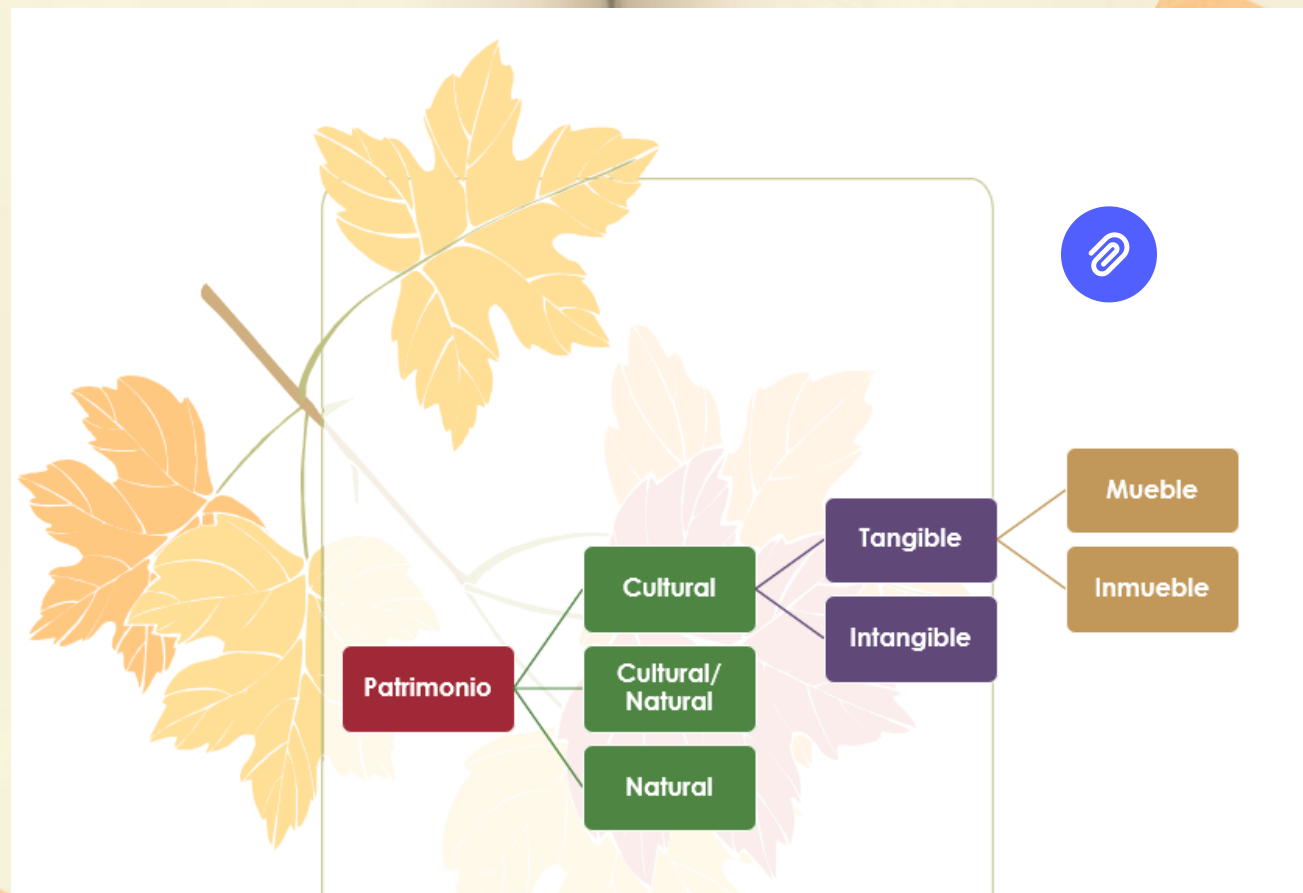 Mueble
Tangible
Cultural
Inmueble
Intangible
Patrimonio
Cultural/
Natural
Natural